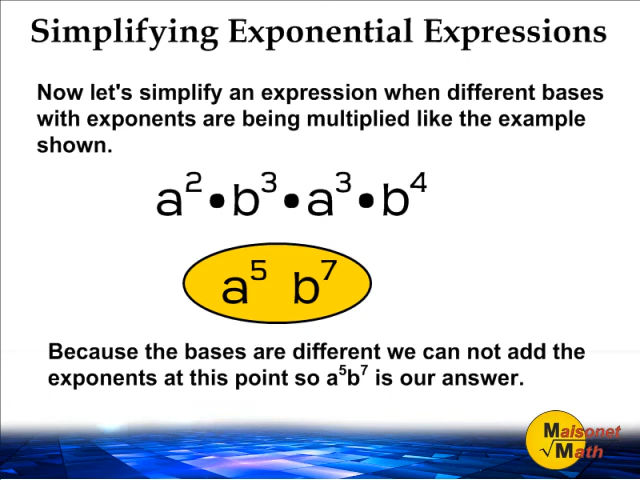 Simplifying Exponential Expressions
Now let's simplify an expression when different bases
with exponents are being multiplied like the example
shown.
a²•b³•a³•b⁴
a⁵ b⁷
Because the bases are different we can not add the
exponents at this point so a⁵b⁷ is our answer.
Maisonet
√Math